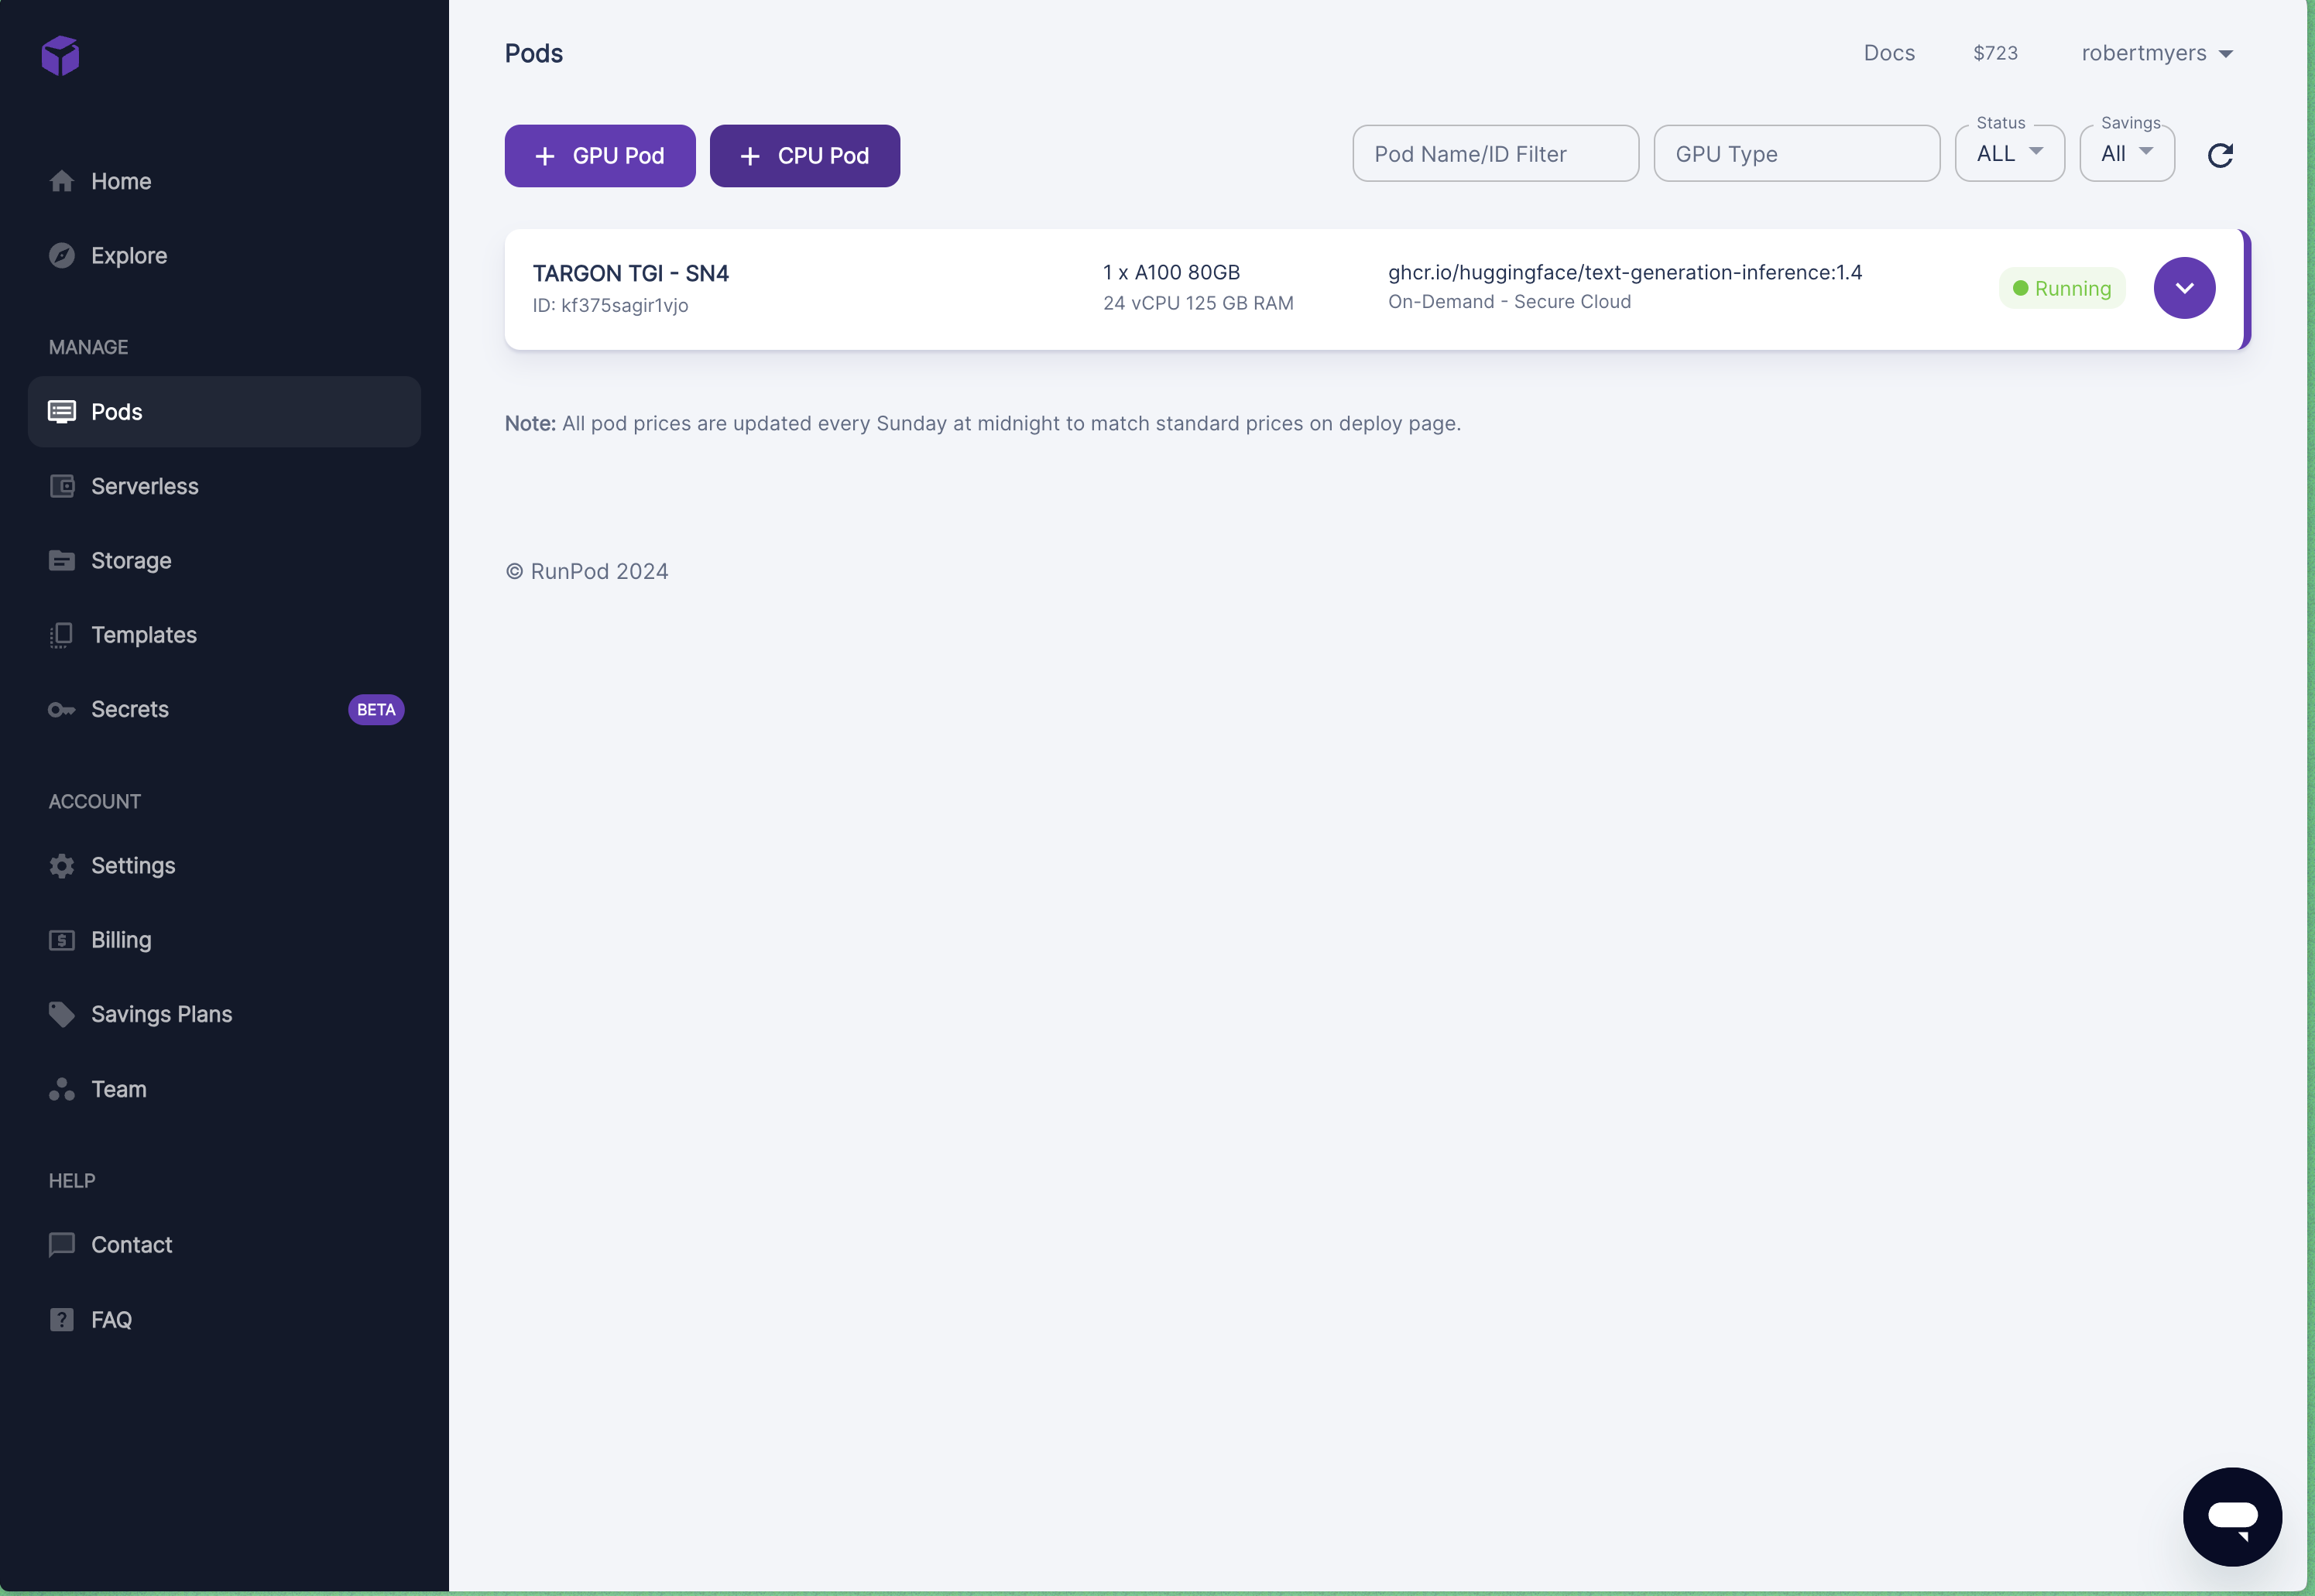 Home
Explore
MANAGE
Pods
Serverless
Storage
Templates
Secrets BETA
ACCOUNT
Settings
Billing
Savings Plans
Team
HELP
Contact
FAQ
Pods
Docs $723 robertmyers
+ GPU Pod + CPU Pod
Pod Name/ID Filter GPU Type
Status
ALL
Savings
All
TARGON TGI - SN4
ID: kf375sagir1vjo
1 x A100 80GB
24 vCPU 125 GB RAM
ghcr.io/huggingface/text-generation-inference:1.4
On-Demand - Secure Cloud
Running
Note: All pod prices are updated every Sunday at midnight to match standard prices on deploy page.
© RunPod 2024